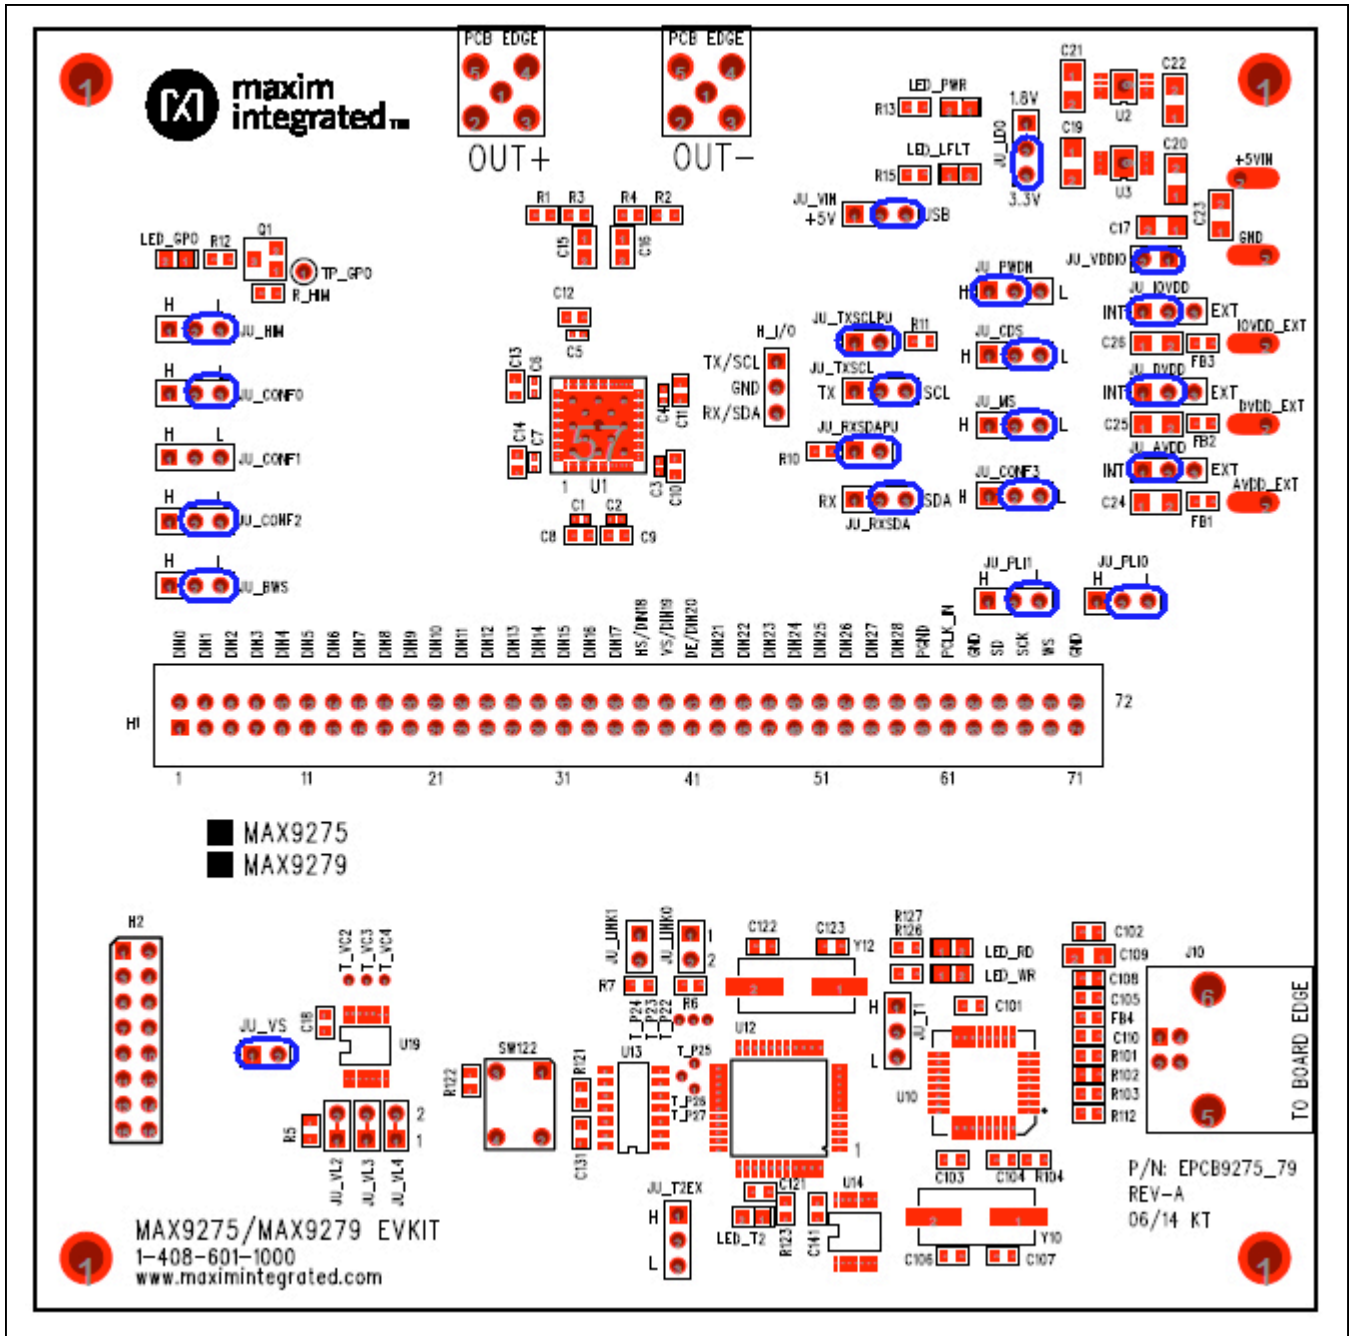 PCB EDGE
PCB EDGE
maxim
integrated™
OUT+
OUT-
LED_PWR
R13
LED_LFLT
R15
1.8V
JU_LDO
3.3V
C21
C22
U2
C19
C20
U3
+5VIN
C23
C17
GND
JU_VIN
+5V
USB
JU_VDDIO
R1
R3
R4
R2
C15
C16
LED_GPO
R12
Q1
TP_GPO
R_HIM
H
L
JU_HIM
H
L
JU_CONF0
H
L
JU_CONF1
H
L
JU_CONF2
H
L
JU_BWS
C12
C5
C13
C6
C4
C11
C14
C7
57
1
U1
C3
C10
C1
C2
C8
C9
H_I/O
TX/SCL
GND
RX/SDA
JU_TXSCLPU
R11
JU_TXSCL
TX
SCL
JU_RXSDAPU
R10
RX
SDA
JU_RXSDA
JU_PWDN
H
L
JU_CDS
H
L
JU_MS
H
L
JU_CONF3
H
L
JU_IOVDD
INT
EXT
IOVDD_EXT
C26
FB3
JU_DVDD
INT
EXT
DVDD_EXT
C25
FB2
JU_AVDD
INT
EXT
AVDD_EXT
C24
FB1
JU_PLI1
H
L
JU_PLI0
H
L
DIN0
DIN1
DIN2
DIN3
DIN4
DIN5
DIN6
DIN7
DIN8
DIN9
DIN10
DIN11
DIN12
DIN13
DIN14
DIN15
DIN16
DIN17
HS/DIN18
VS/DIN19
DE/DIN20
DIN21
DIN22
DIN23
DIN24
DIN25
DIN26
DIN27
DIN28
PGND
PCLK_IN
GND
SD
SCK
WS
GND
H1
72
1
11
21
31
41
51
61
71
MAX9275
MAX9279
H2
T_VC2
T_VC3
T_VC4
C18
U19
JU_VS
R5
2
1
JU_VL2
JU_VL3
JU_VL4
SW122
R122
R121
C131
U13
JU_LINK1
JU_LINK0
1
2
R7
R6
T_P24
T_P23
T_P22
T_P25
T_P26
T_P27
C122
C123
Y12
U12
1
R127
R126
LED_RD
LED_WR
H
JU_T1
L
C101
U10
C102
C109
C108
C105
FB4
C110
R101
R102
R103
R112
J10
TO BOARD EDGE
JU_T2EX
H
L
C121
LED_T2
R123
C141
U14
C103
C104
R104
Y10
C106
C107
P/N: EPCB9275_79
REV-A
06/14 KT
MAX9275/MAX9279 EVKIT
1-408-601-1000
www.maximintegrated.com